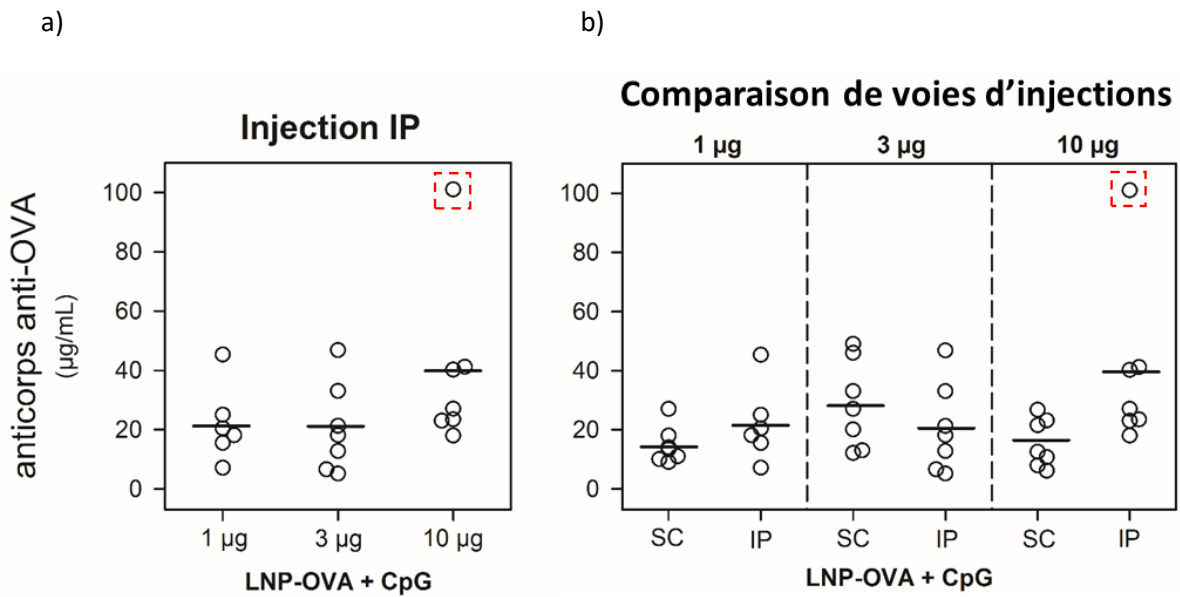 a)
Injection IP
anticorps anti-OVA
(µg/mL)
100
80
60
40
20
0
1 µg 3 µg 10 µg
LNP-OVA + CpG
b)
Comparaison de voies d’injections
1 µg 3 µg 10 µg
100
80
60
40
20
0
SC IP SC IP SC IP
LNP-OVA + CpG